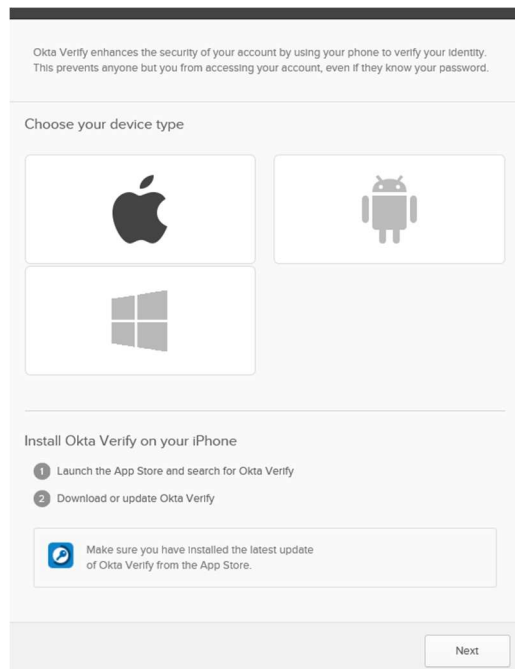 Okta Verify enhances the security of your account by using your phone to verify your identity.
This prevents anyone but you from accessing your account, even if they know your password.
Choose your device type
Install Okta Verify on your iPhone
1 Launch the App Store and search for Okta Verify
2 Download or update Okta Verify
Make sure you have installed the latest update
of Okta Verify from the App Store.
Next